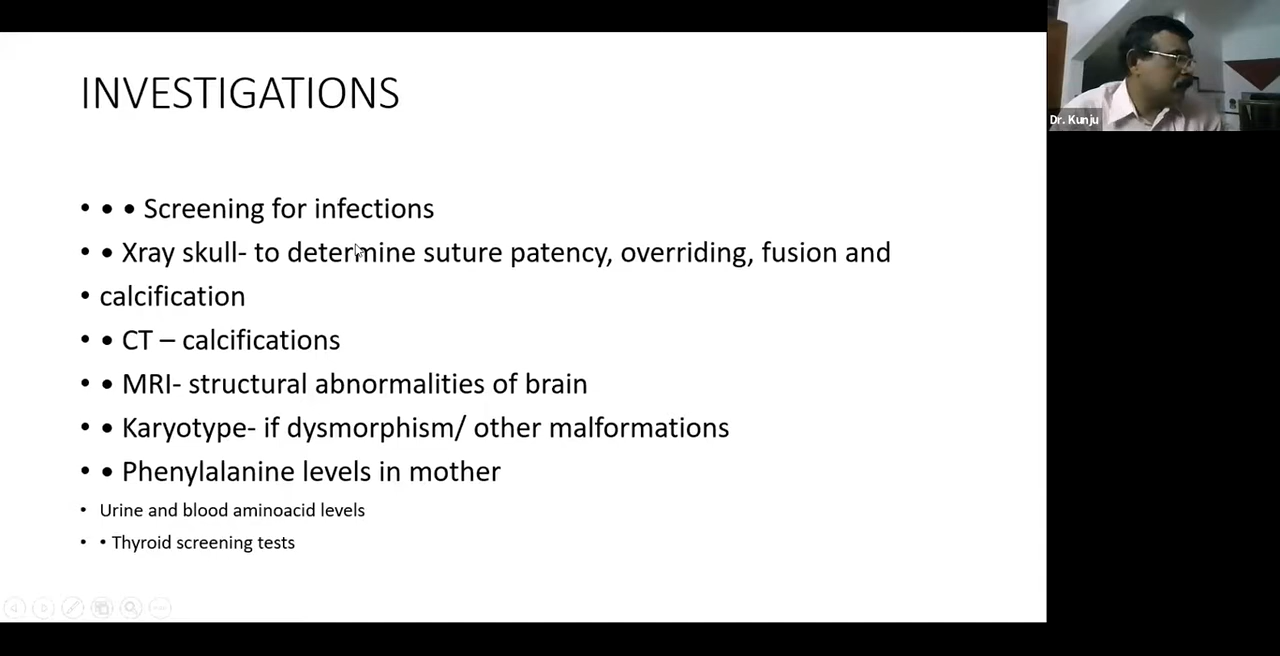 INVESTIGATIONS
• • • Screening for infections
• • Xray skull- to determine suture patency, overriding, fusion and
• calcification
• • CT – calcifications
• • MRI- structural abnormalities of brain
• • Karyotype- if dysmorphism/ other malformations
• • Phenylalanine levels in mother
• Urine and blood aminoacid levels
• • Thyroid screening tests
Dr. Kunju